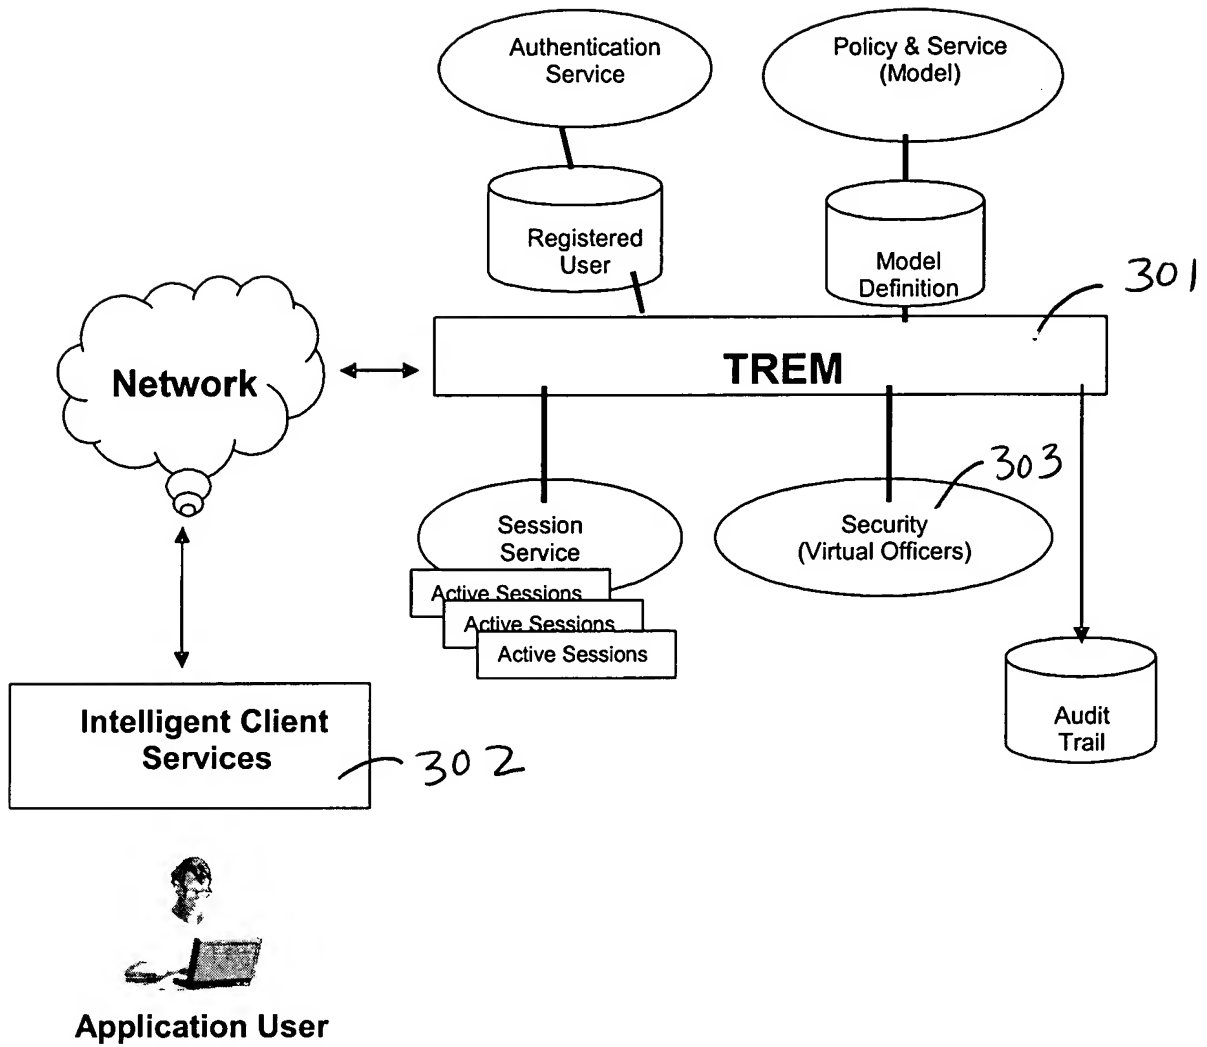 Authentication
Service
Policy & Service
(Model)
Registered
User
Model
Definition
301
TREM
Network
303
Session
Service
Security
(Virtual Officers)
Active Sessions
Active Sessions
Active Sessions
Audit
Trail
Intelligent Client
Services
302
Application User